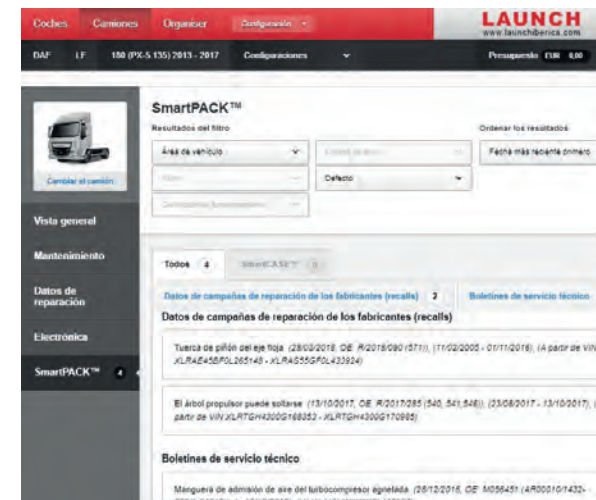 Coches Camiones Organiser Configuración
LAUNCH
www.launchiberica.com
DAF LF 180 (PX-5 135) 2013 - 2017 Configuraciones Presupuesto EUR 0,00
SmartPACK™
Resultados del filtro Ordenar los resultados
Área de vehículo Fecha más reciente primero
Defecto
Cambiar el camión
Vista general
Mantenimiento
Datos de
reparación
Electrónica
SmartPACK™ 4
Todos 4 SmartCASE™ 0
Datos de campañas de reparación de los fabricantes (recalls) 2 Boletines de servicio técnico
Datos de campañas de reparación de los fabricantes (recalls)
Tuerca de piñón del eje floja (28/02/2018, OE R/2018/090 (571)), (11/02/2005 - 01/11/2016), (A partir de VIN
XLRAE45BF0L265148 - XLRAS55GF0L433924)
El árbol propulsor puede soltarse (13/10/2017, OE R/2017/285 (540, 541,546)), (23/08/2017 - 13/10/2017), (
partir de VIN XLRTGH4300G168353 - XLRTGH4300G170985)
Boletines de servicio técnico
Manguera de admisión de aire del turbocompresor agrietada (28/12/2016, OE M056451 (AR00010/1432-